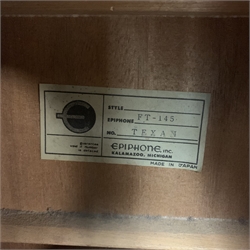 STYLE
EPIPHONE FT-145
NO. TEXAN
EPIPHONE, INC.
KALAMAZOO, MICHIGAN
MADE IN JAPAN